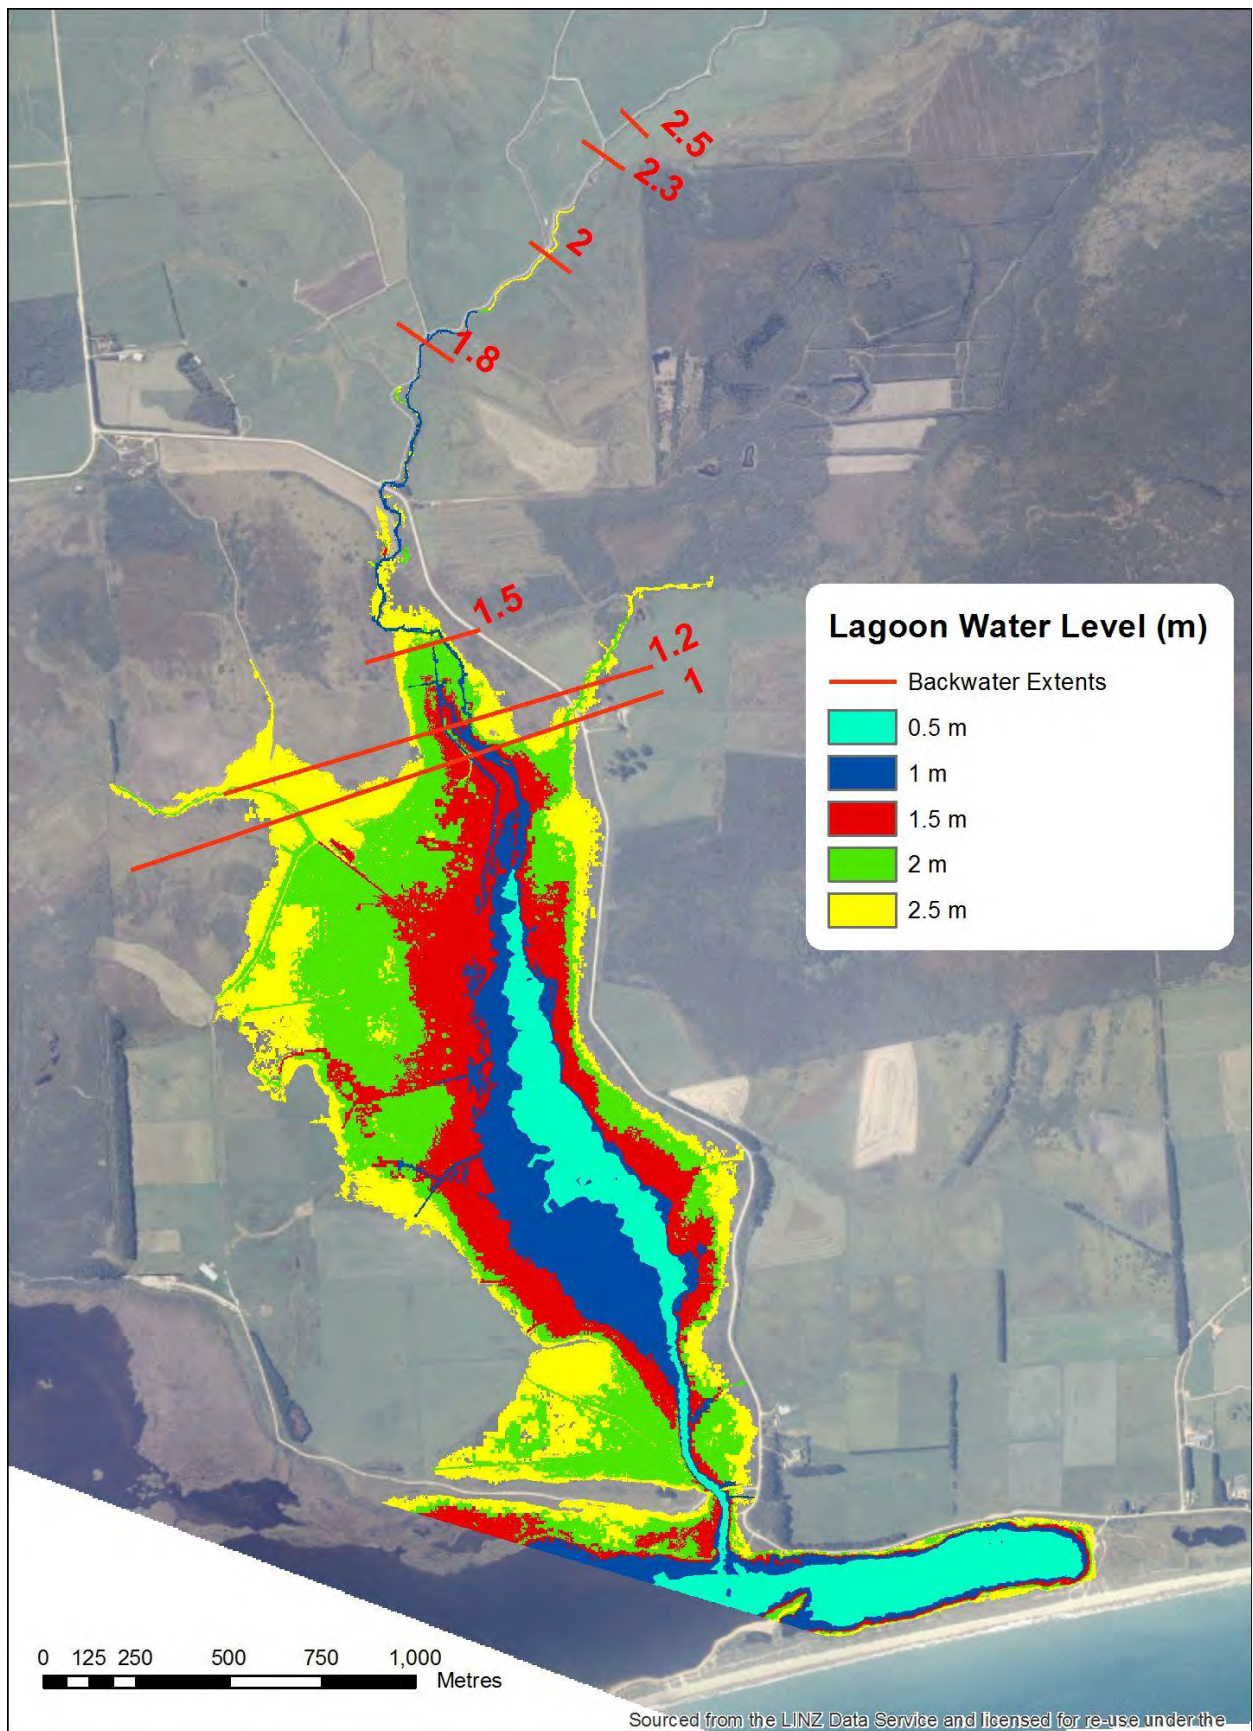 2.5
2.3
2
1.8
1.5
1.2
1
Lagoon Water Level (m)
Backwater Extents
0.5 m
1 m
1.5 m
2 m
2.5 m
0 125 250 500 750 1,000
Metres
Sourced from the LINZ Data Service and licensed for re-use under the